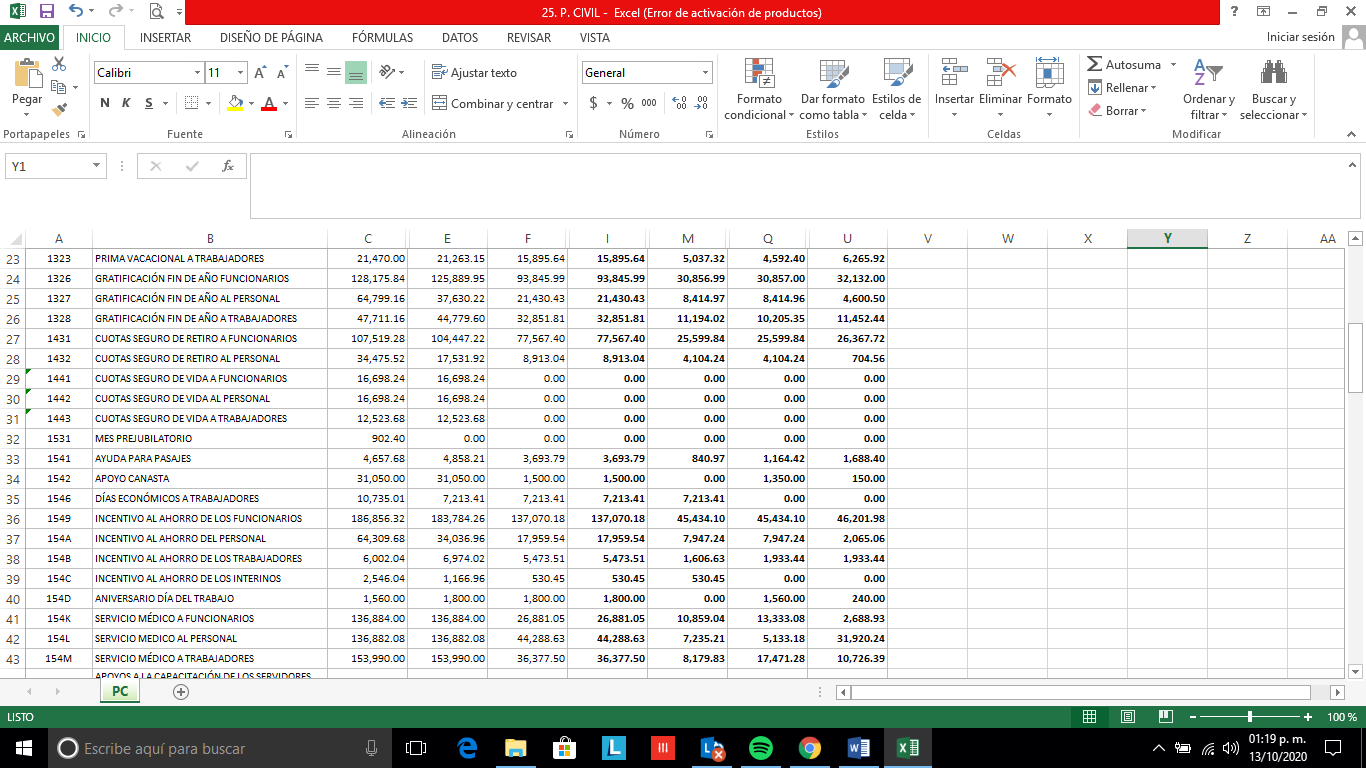 25. P. CIVIL - Excel (Error de activación de productos)
ARCHIVO INICIO INSERTAR DISEÑO DE PÁGINA FÓRMULAS DATOS REVISAR VISTA Iniciar sesión
Pegar Calibri 11 Ajustar texto General Formato condicional Dar formato como tabla Estilos de celda Insertar Eliminar Formato Autosuma Rellenar Borrar Ordenar y filtrar Buscar y seleccionar
N K S Combinar y centrar $ % 000
Portapapeles Fuente Alineación Número Estilos Celdas Modificar
Y1 fx
A B C E F I M Q U V W X Y Z AA
23 1323 PRIMA VACACIONAL A TRABAJADORES 21,470.00 21,263.15 15,895.64 15,895.64 5,037.32 4,592.40 6,265.92
24 1326 GRATIFICACIÓN FIN DE AÑO FUNCIONARIOS 128,175.84 125,889.95 93,845.99 93,845.99 30,856.99 30,857.00 32,132.00
25 1327 GRATIFICACIÓN FIN DE AÑO AL PERSONAL 64,799.16 37,630.22 21,430.43 21,430.43 8,414.97 8,414.96 4,600.50
26 1328 GRATIFICACIÓN FIN DE AÑO A TRABAJADORES 47,711.16 44,779.60 32,851.81 32,851.81 11,194.02 10,205.35 11,452.44
27 1431 CUOTAS SEGURO DE RETIRO A FUNCIONARIOS 107,519.28 104,447.22 77,567.40 77,567.40 25,599.84 25,599.84 26,367.72
28 1432 CUOTAS SEGURO DE RETIRO AL PERSONAL 34,475.52 17,531.92 8,913.04 8,913.04 4,104.24 4,104.24 704.56
29 1441 CUOTAS SEGURO DE VIDA A FUNCIONARIOS 16,698.24 16,698.24 0.00 0.00 0.00 0.00 0.00
30 1442 CUOTAS SEGURO DE VIDA AL PERSONAL 16,698.24 16,698.24 0.00 0.00 0.00 0.00 0.00
31 1443 CUOTAS SEGURO DE VIDA A TRABAJADORES 12,523.68 12,523.68 0.00 0.00 0.00 0.00 0.00
32 1531 MES PREJUBILATORIO 902.40 0.00 0.00 0.00 0.00 0.00 0.00
33 1541 AYUDA PARA PASAJES 4,657.68 4,858.21 3,693.79 3,693.79 840.97 1,164.42 1,688.40
34 1542 APOYO CANASTA 31,050.00 31,050.00 1,500.00 1,500.00 0.00 1,350.00 150.00
35 1546 DÍAS ECONÓMICOS A TRABAJADORES 10,735.01 7,213.41 7,213.41 7,213.41 7,213.41 0.00 0.00
36 1549 INCENTIVO AL AHORRO DE LOS FUNCIONARIOS 186,856.32 183,784.26 137,070.18 137,070.18 45,434.10 45,434.10 46,201.98
37 154A INCENTIVO AL AHORRO DEL PERSONAL 64,309.68 34,036.96 17,959.54 17,959.54 7,947.24 7,947.24 2,065.06
38 154B INCENTIVO AL AHORRO DE LOS TRABAJADORES 6,002.04 6,974.02 5,473.51 5,473.51 1,606.63 1,933.44 1,933.44
39 154C INCENTIVO AL AHORRO DE LOS INTERINOS 2,546.04 1,166.96 530.45 530.45 530.45 0.00 0.00
40 154D ANIVERSARIO DÍA DEL TRABAJO 1,560.00 1,800.00 1,800.00 1,800.00 0.00 1,560.00 240.00
41 154K SERVICIO MÉDICO A FUNCIONARIOS 136,884.00 136,884.00 26,881.05 26,881.05 10,859.04 13,333.08 2,688.93
42 154L SERVICIO MEDICO AL PERSONAL 136,882.08 136,882.08 44,288.63 44,288.63 7,235.21 5,133.18 31,920.24
43 154M SERVICIO MÉDICO A TRABAJADORES 153,990.00 153,990.00 36,377.50 36,377.50 8,179.83 17,471.28 10,726.39
APOYOS A LA CAPACITACIÓN DE LOS SERVIDORES
PC
LISTO 100 %
Escribe aquí para buscar 01:19 p. m.
13/10/2020